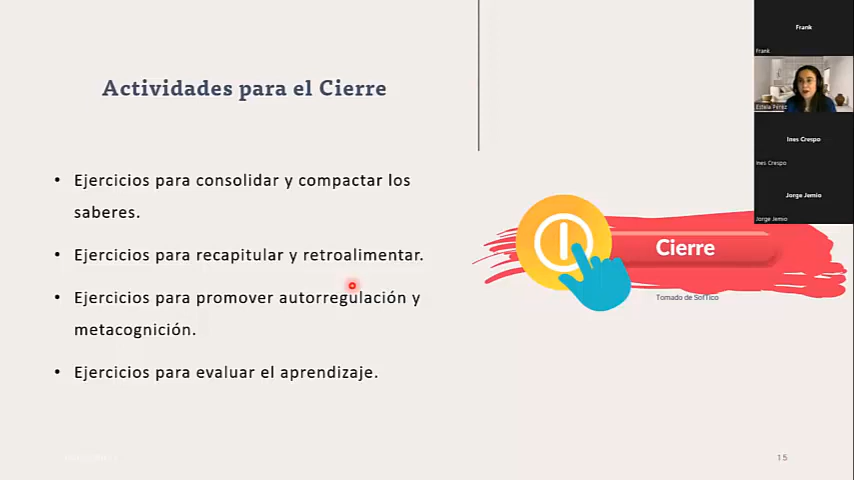 Actividades para el Cierre
• Ejercicios para consolidar y compactar los
saberes.
• Ejercicios para recapitular y retroalimentar.
• Ejercicios para promover autorregulación y
metacognición.
• Ejercicios para evaluar el aprendizaje.
Cierre
Tomado de SofTico
15
Frank
Frank
Estela Pérez
Ines Crespo
Ines Crespo
Jorge Jemio
Jorge Jemio